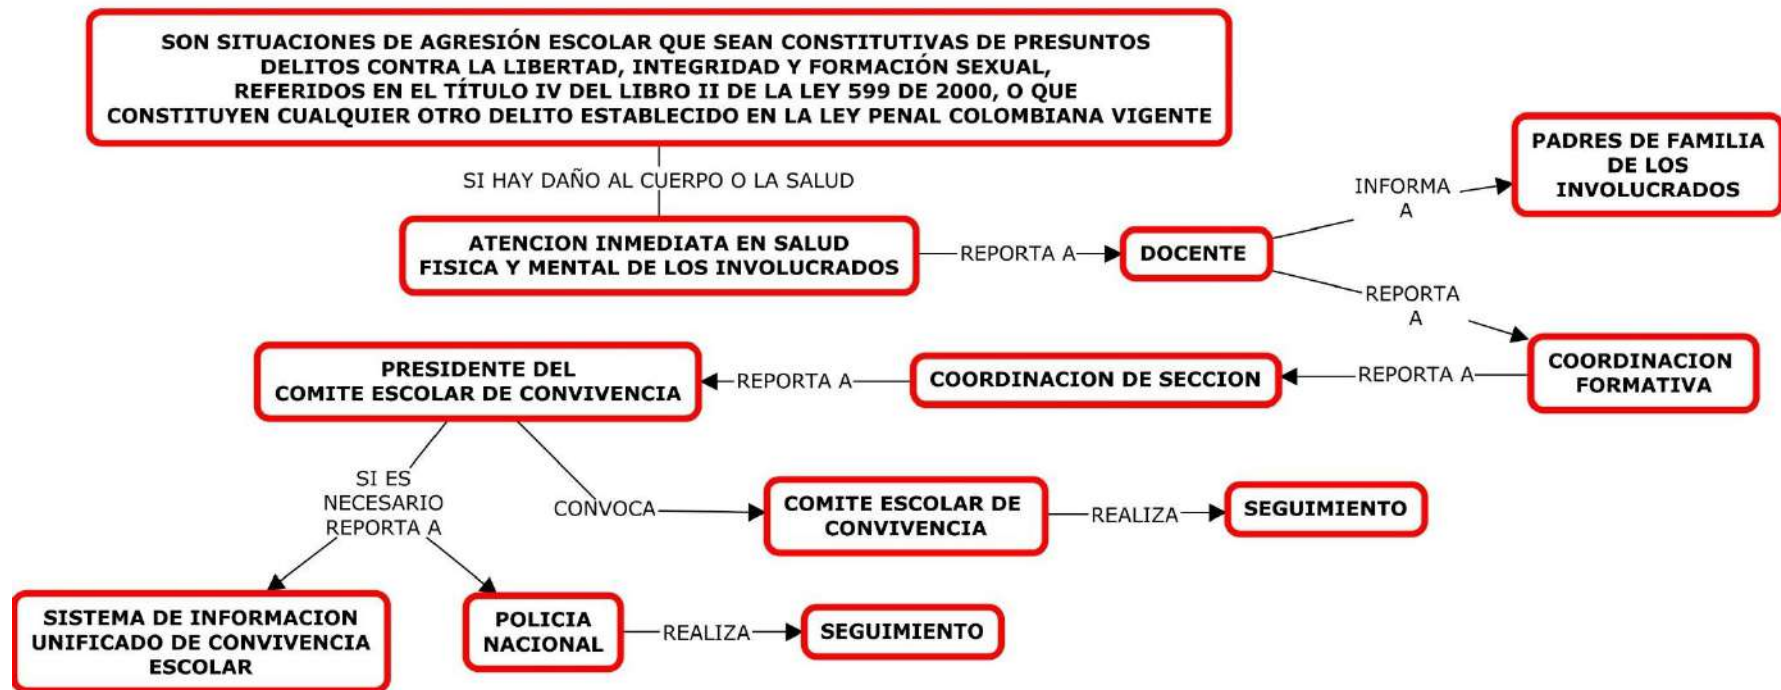 SON SITUACIONES DE AGRESIÓN ESCOLAR QUE SEAN CONSTITUTIVAS DE PRESUNTOS
DELITOS CONTRA LA LIBERTAD, INTEGRIDAD Y FORMACIÓN SEXUAL,
REFERIDOS EN EL TÍTULO IV DEL LIBRO II DE LA LEY 599 DE 2000, O QUE
CONSTITUYEN CUALQUIER OTRO DELITO ESTABLECIDO EN LA LEY PENAL COLOMBIANA VIGENTE
SI HAY DAÑO AL CUERPO O LA SALUD
ATENCION INMEDIATA EN SALUD
FISICA Y MENTAL DE LOS INVOLUCRADOS
REPORTA A
DOCENTE
INFORMA
A
PADRES DE FAMILIA
DE LOS
INVOLUCRADOS
REPORTA
A
COORDINACION
FORMATIVA
REPORTA A
COORDINACION DE SECCION
REPORTA A
PRESIDENTE DEL
COMITE ESCOLAR DE CONVIVENCIA
SI ES
NECESARIO
REPORTA A
CONVOCA
COMITE ESCOLAR DE
CONVIVENCIA
REALIZA
SEGUIMIENTO
SISTEMA DE INFORMACION
UNIFICADO DE CONVIVENCIA
ESCOLAR
POLICIA
NACIONAL
REALIZA
SEGUIMIENTO